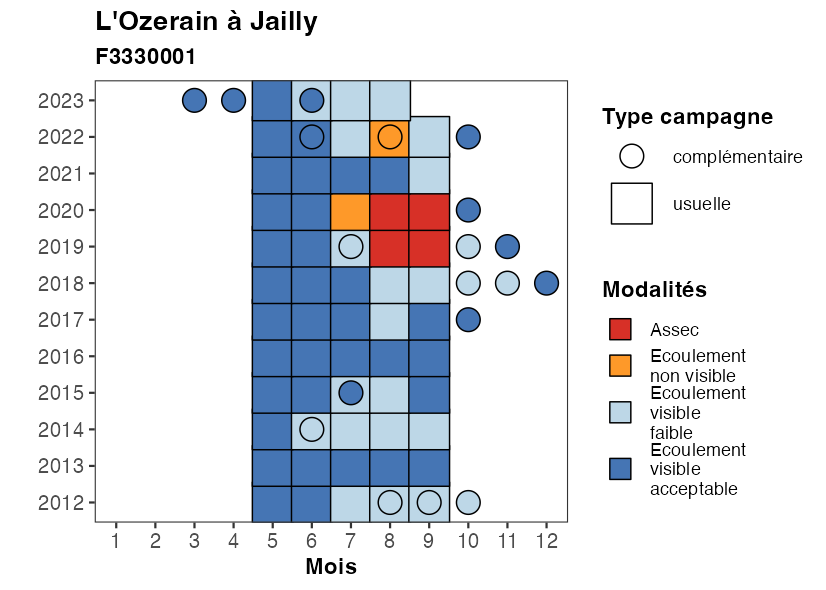 L'Ozerain à Jailly
F3330001
2023
2022
2021
2020
2019
2018
2017
2016
2015
2014
2013
2012
1 2 3 4 5 6 7 8 9 10 11 12
Mois
Type campagne
complémentaire
usuelle
Modalités
Assec
Ecoulement
non visible
Ecoulement
visible
faible
Ecoulement
visible
acceptable